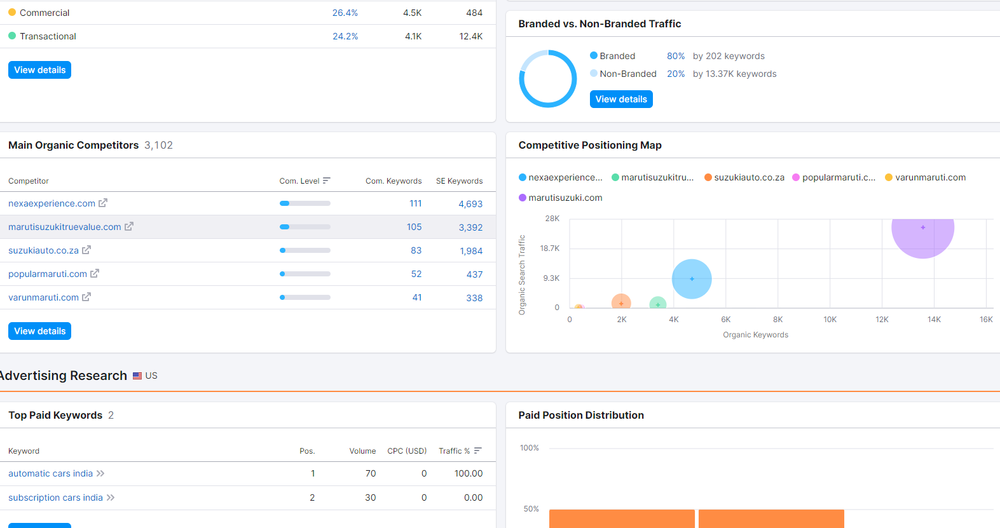 Commercial 26.4% 4.5K 484
Transactional 24.2% 4.1K 12.4K
View details
Branded vs. Non-Branded Traffic
Branded 80% by 202 keywords
Non-Branded 20% by 13.37K keywords
View details
Main Organic Competitors 3,102
Competitor Com. Level Com. Keywords SE Keywords
nexaexperience.com 111 4,693
marutisuzukitruevalue.com 105 3,392
suzukiauto.co.za 83 1,984
popularmaruti.com 52 437
varunmaruti.com 41 338
View details
Competitive Positioning Map
nexaexperience... marutisuzukitru... suzukiauto.co.za popularmaruti.c... varunmaruti.com
marutisuzuki.com
28K
18.7K
9.3K
0
Organic Search Traffic
0 2K 4K 6K 8K 10K 12K 14K 16K
Organic Keywords
Advertising Research US
Top Paid Keywords 2
Keyword Pos. Volume CPC (USD) Traffic %
automatic cars india 1 70 0 100.00
subscription cars india 2 30 0 0.00
Paid Position Distribution
100%
50%